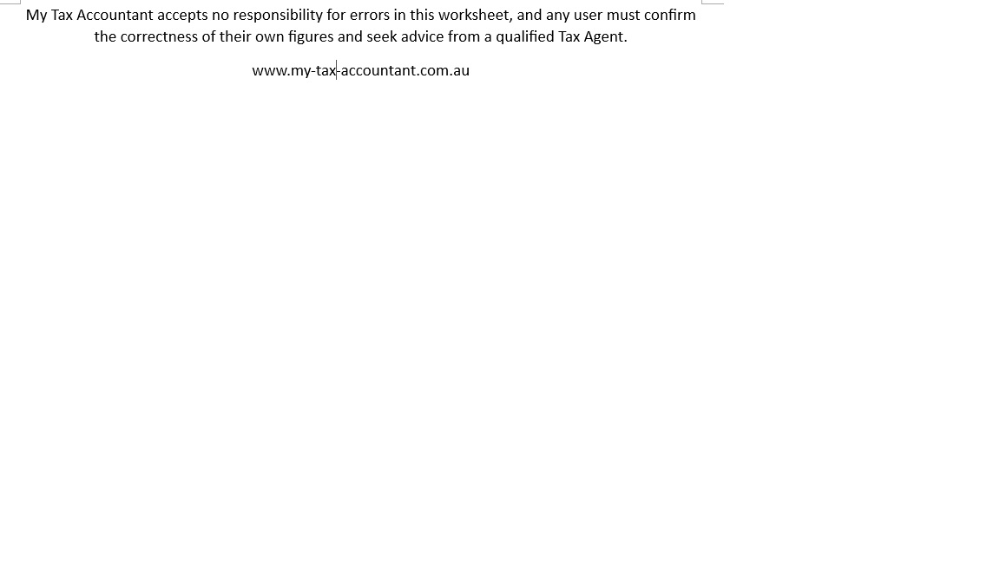 My Tax Accountant accepts no responsibility for errors in this worksheet, and any user must confirm
the correctness of their own figures and seek advice from a qualified Tax Agent.
www.my-tax-accountant.com.au